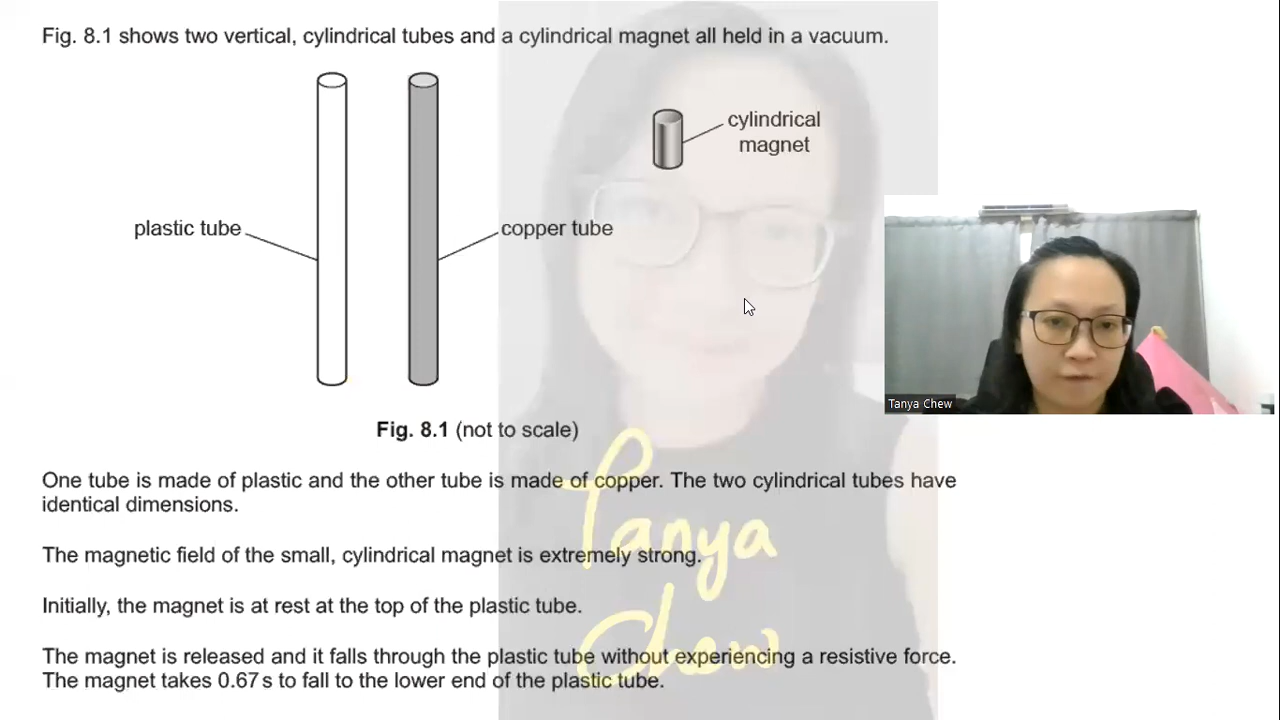 Fig. 8.1 shows two vertical, cylindrical tubes and a cylindrical magnet all held in a vacuum.
cylindrical
magnet
plastic tube
copper tube
Tanya Chew
Fig. 8.1 (not to scale)
One tube is made of plastic and the other tube is made of copper. The two cylindrical tubes have
identical dimensions.
The magnetic field of the small, cylindrical magnet is extremely strong.
Initially, the magnet is at rest at the top of the plastic tube.
The magnet is released and it falls through the plastic tube without experiencing a resistive force.
The magnet takes 0.67 s to fall to the lower end of the plastic tube.
Tanya
Chew